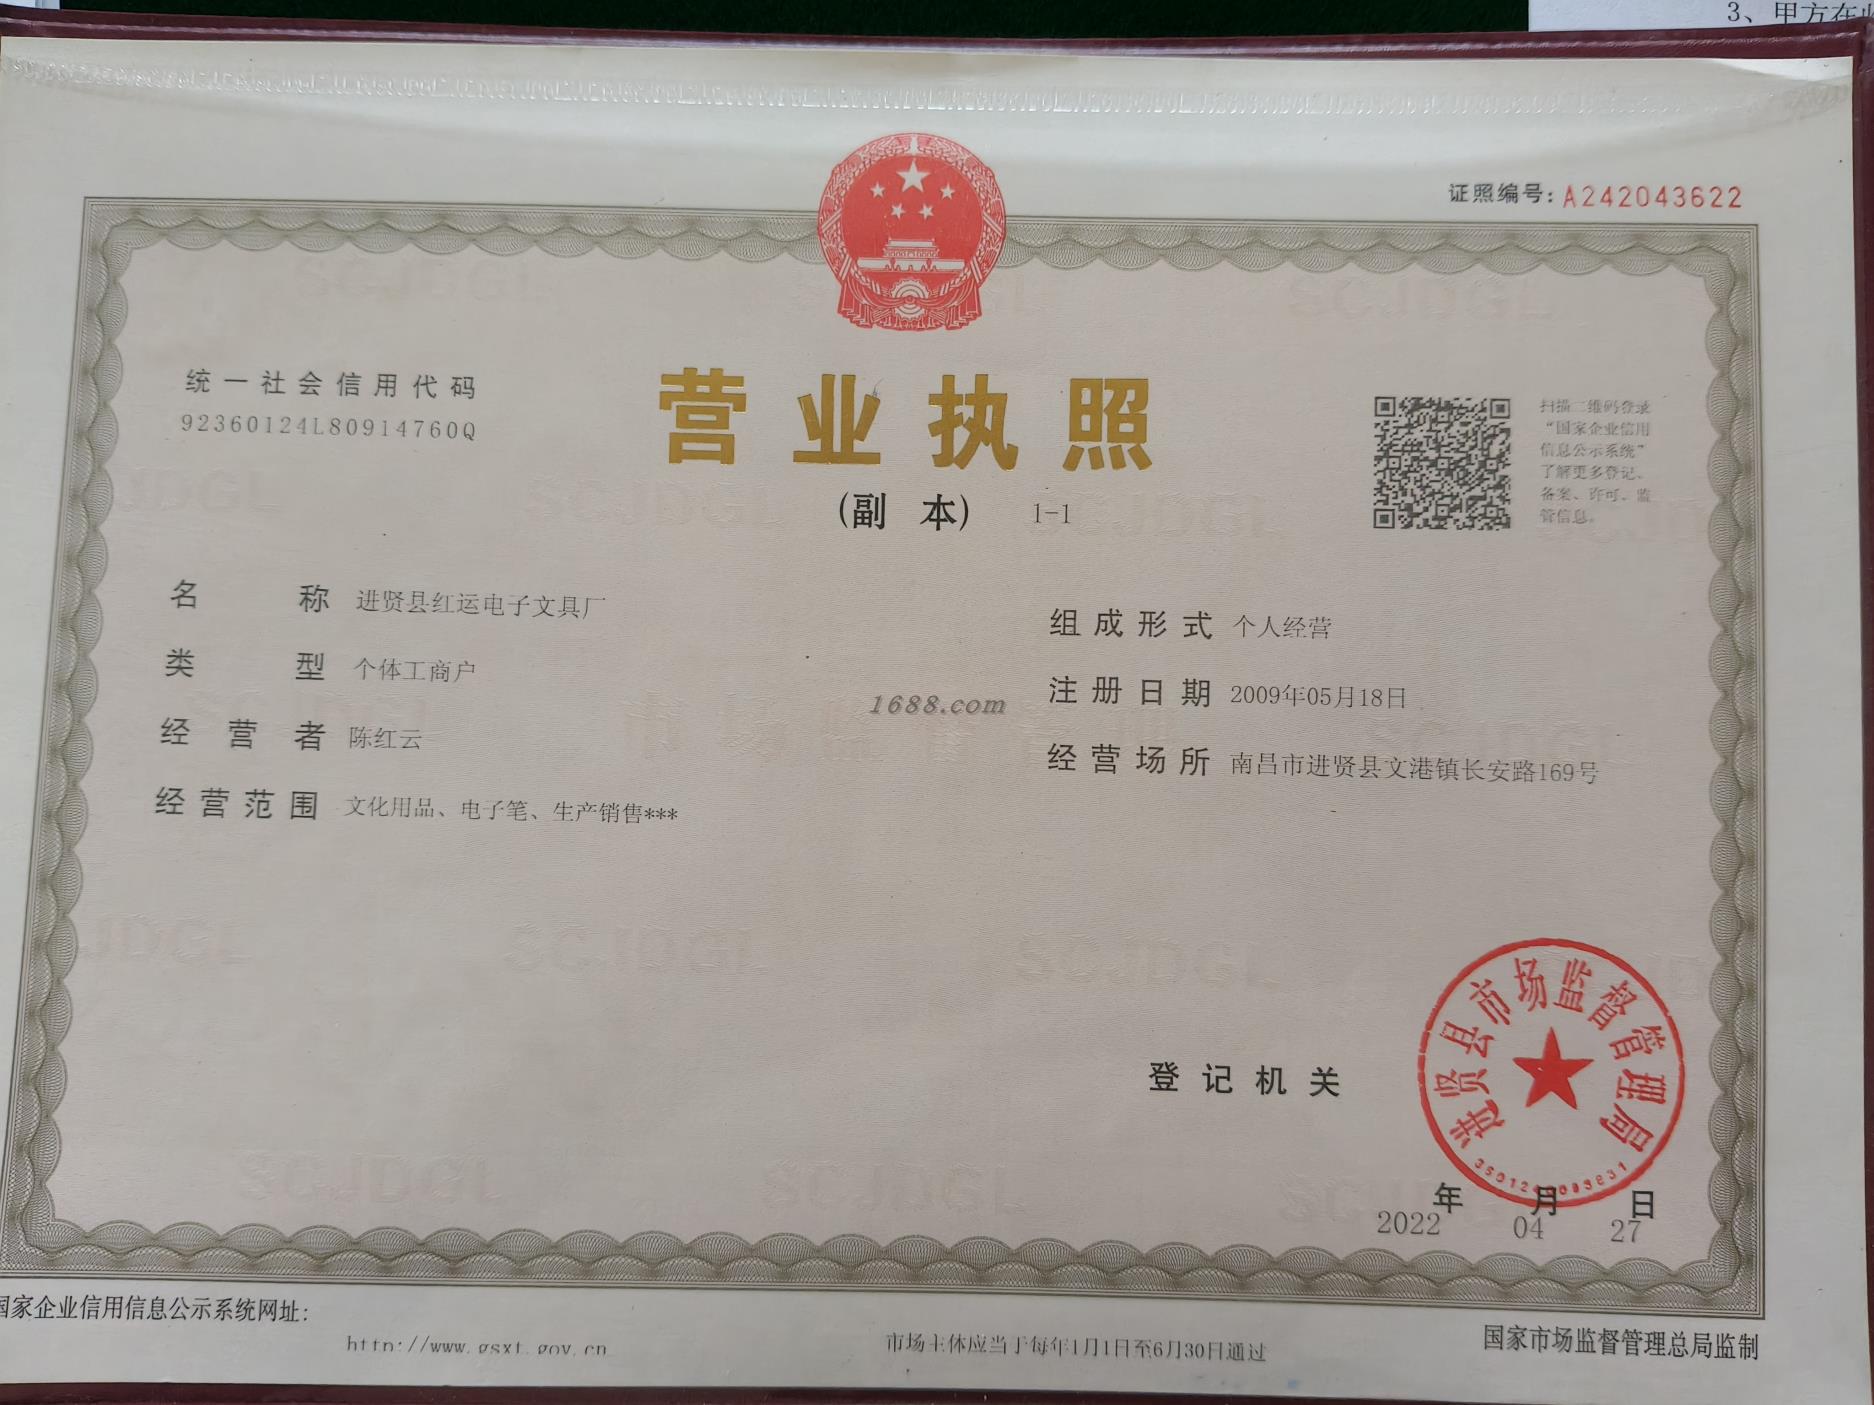 3、甲方在
证照编号：A242043622
统一社会信用代码
92360124L80914760Q
营业执照
（副 本） 1-1
扫描二维码登录
“国家企业信用
信息公示系统”
了解更多登记、
备案、许可、监
管信息。
名 称 进贤县红运电子文具厂
类 型 个体工商户
经 营 者 陈红云
经 营 范 围 文化用品、电子笔、生产销售***
组 成 形 式 个人经营
注 册 日 期 2009年05月18日
经 营 场 所 南昌市进贤县文港镇长安路169号
1688.com
SCJDGL
登 记 机 关
进贤县市场监督管理局
2022年04月27日
国家企业信用信息公示系统网址：
http://www.gsxt.gov.cn
市场主体应当于每年1月1日至6月30日通过
国家市场监督管理总局监制